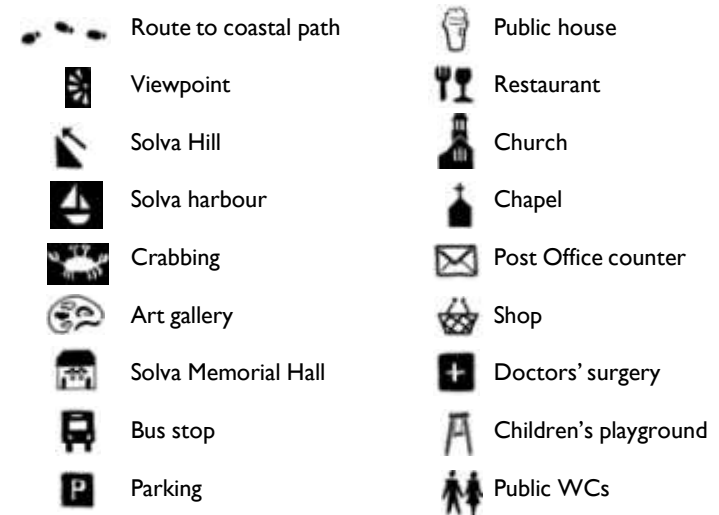 Route to coastal path
Viewpoint
Solva Hill
Solva harbour
Crabbing
Art gallery
Solva Memorial Hall
Bus stop
P
Parking
Public house
Restaurant
Church
Chapel
Post Office counter
Shop
Doctors’ surgery
Children’s playground
Public WCs